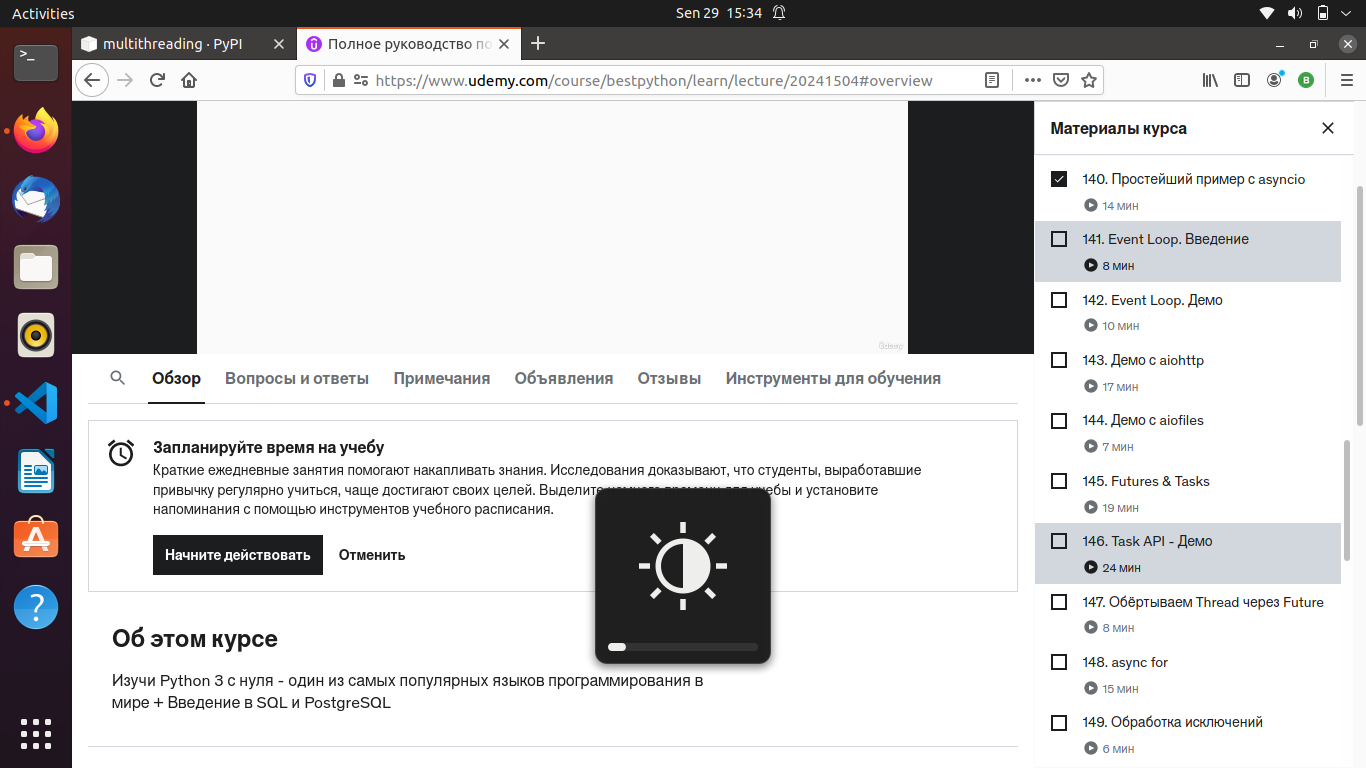 Activities
Sen 29 15:34
multithreading · PyPI
Полное руководство по
https://www.udemy.com/course/bestpython/learn/lecture/20241504#overview
B
Материалы курса
140. Простейший пример с asyncio
14 мин
141. Event Loop. Введение
8 мин
142. Event Loop. Демо
10 мин
143. Демо с aiohttp
17 мин
144. Демо с aiofiles
7 мин
145. Futures & Tasks
19 мин
146. Task API - Демо
24 мин
147. Обёртываем Thread через Future
8 мин
148. async for
15 мин
149. Обработка исключений
6 мин
Udemy
Обзор
Вопросы и ответы
Примечания
Объявления
Отзывы
Инструменты для обучения
Запланируйте время на учебу
Краткие ежедневные занятия помогают накапливать знания. Исследования доказывают, что студенты, выработавшие
привычку регулярно учиться, чаще достигают своих целей. Выделите немного времени для учебы и установите
напоминания с помощью инструментов учебного расписания.
Начните действовать
Отменить
Об этом курсе
Изучи Python 3 с нуля - один из самых популярных языков программирования в
мире + Введение в SQL и PostgreSQL